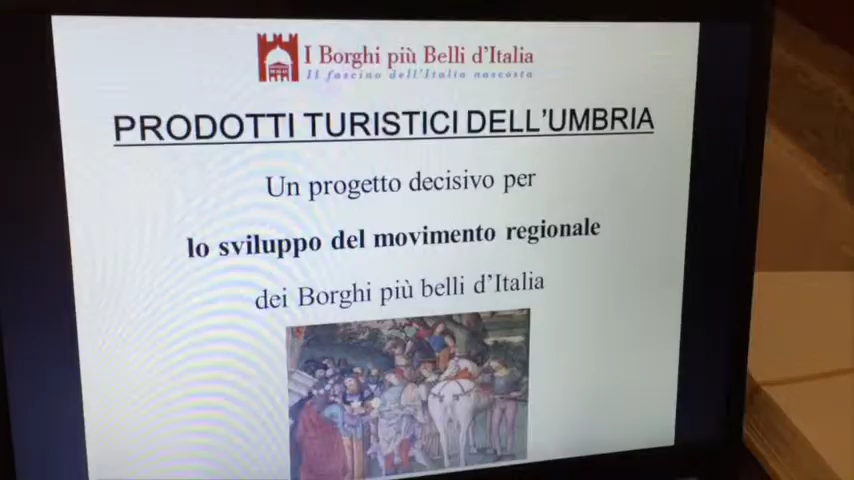 I Borghi più Belli d'Italia
Il fascino dell'Italia nascosta
PRODOTTI TURISTICI DELL'UMBRIA
Un progetto decisivo per
lo sviluppo del movimento regionale
dei Borghi più belli d'Italia